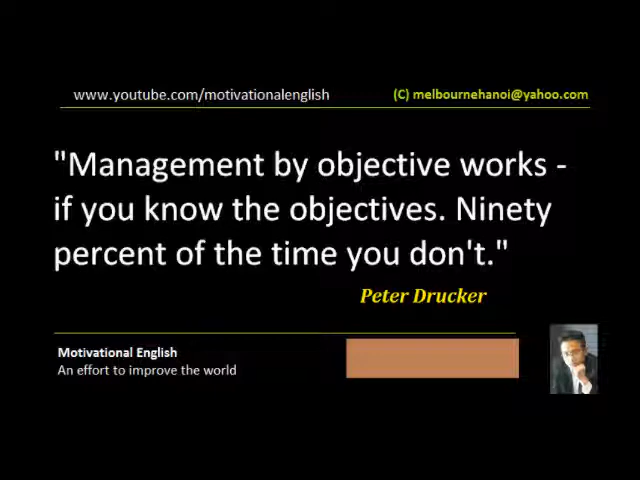 www.youtube.com/motivationalenglish (C) melbournehanoi@yahoo.com
"Management by objective works -
if you know the objectives. Ninety
percent of the time you don't."
Peter Drucker
Motivational English
An effort to improve the world